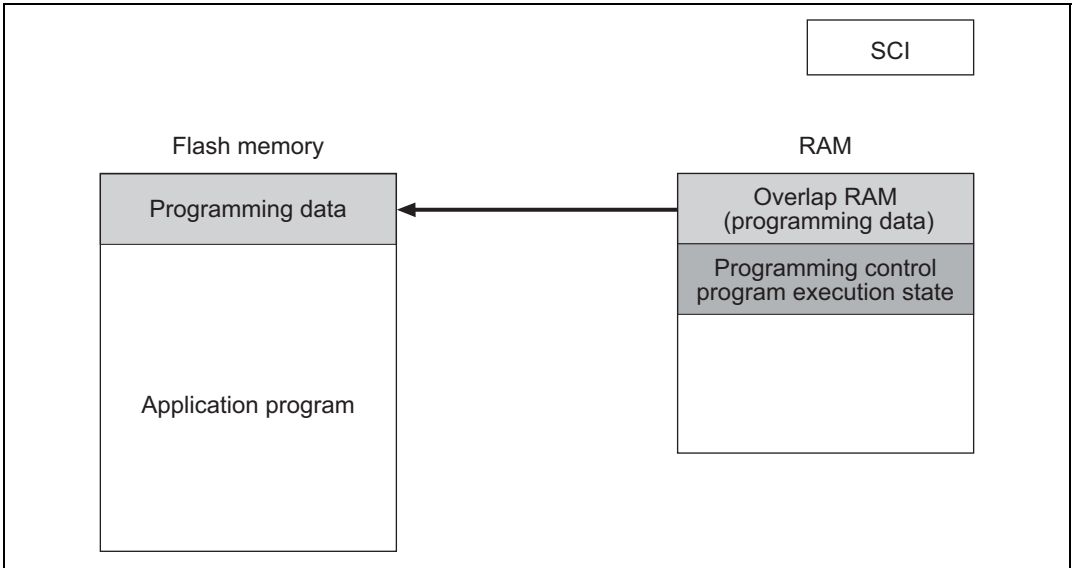 SCI
Flash memory
RAM
Programming data
Overlap RAM
(programming data)
Programming control
program execution state
Application program